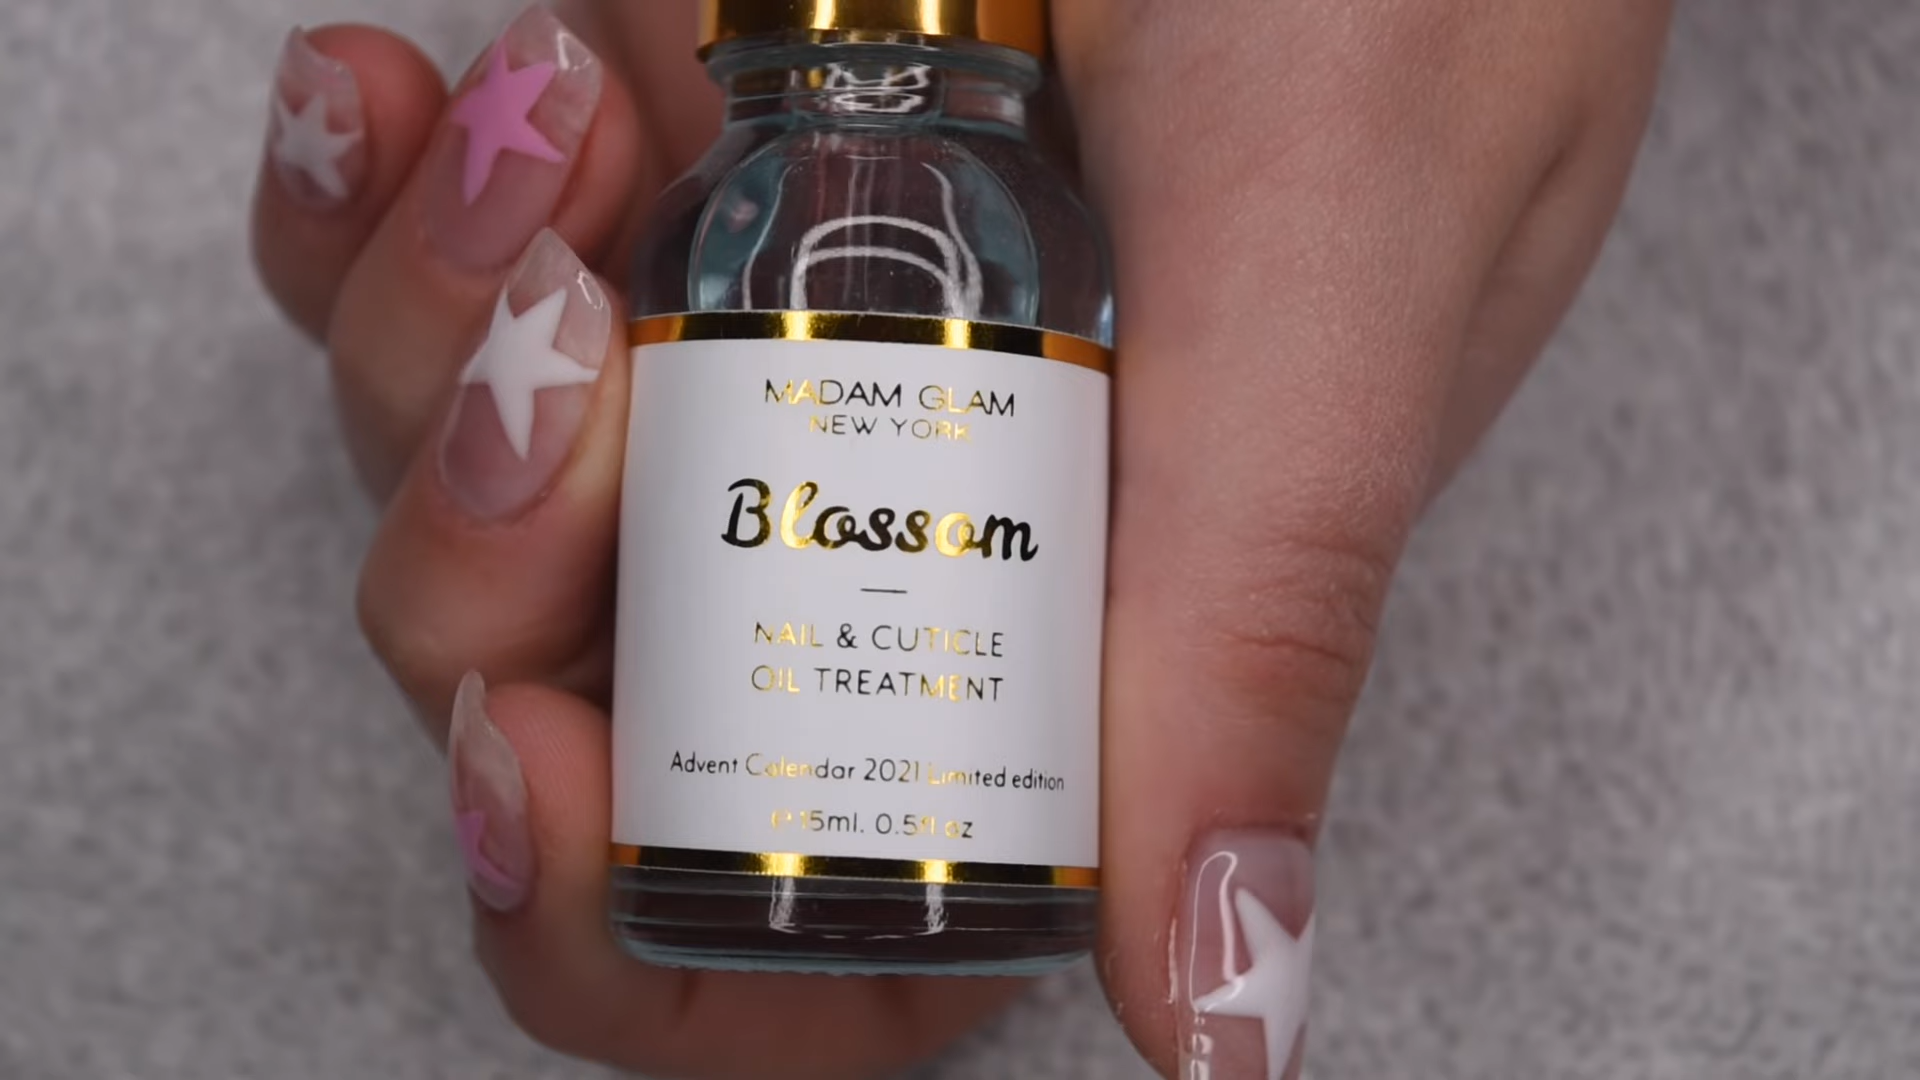 MADAM GLAM
NEW YORK
Blossom
NAIL & CUTICLE
OIL TREATMENT
Advent Calendar 2021 Limited edition
℮ 15ml. 0.5fl oz